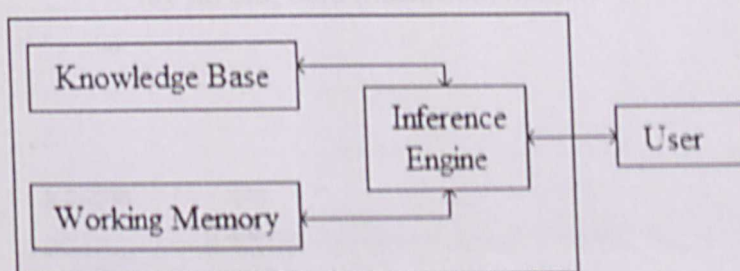 Knowledge Base
Inference
Engine
User
Working Memory